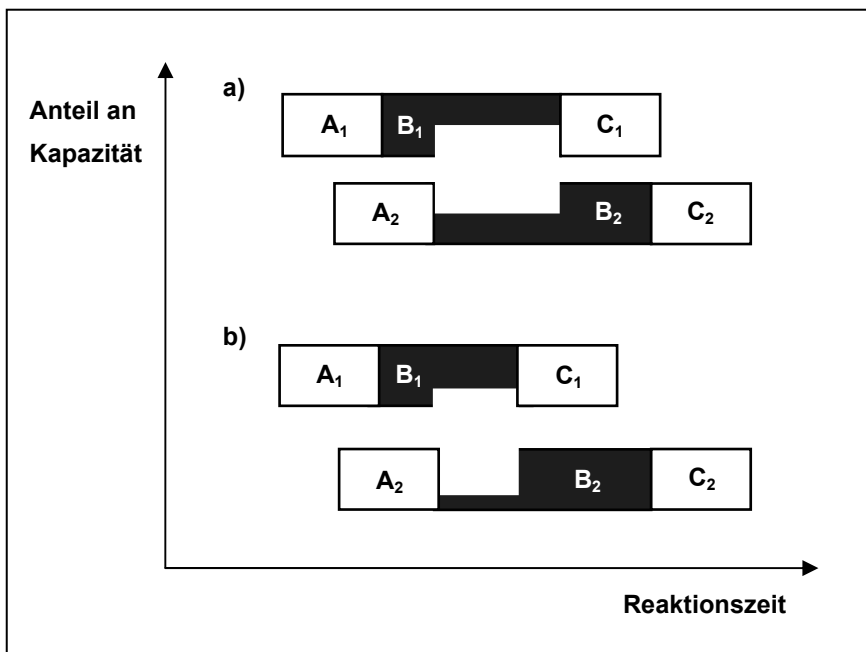 Anteil an
Kapazität
a)
A₁ B₁ C₁
A₂ B₂ C₂
b)
A₁ B₁ C₁
A₂ B₂ C₂
Reaktionszeit